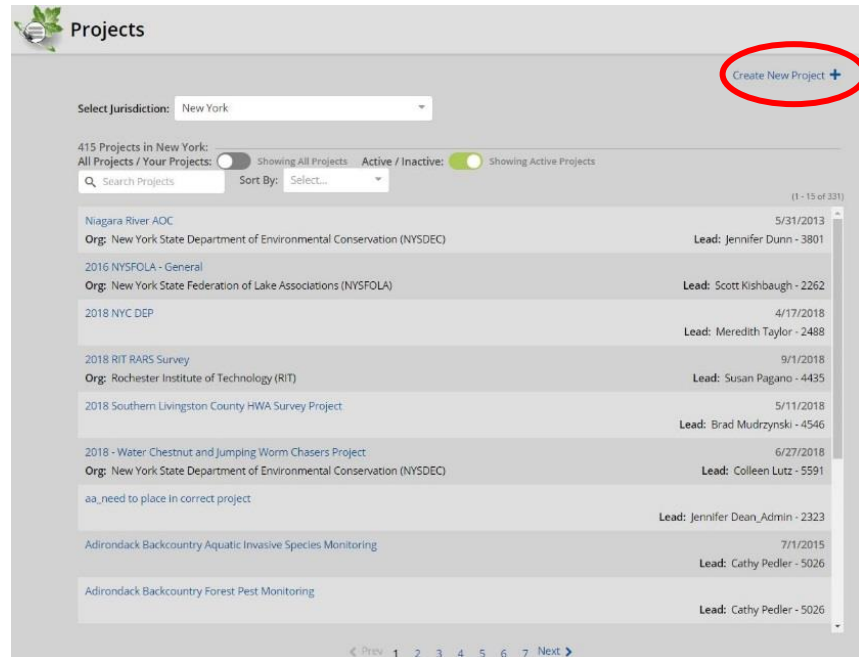 Projects
Create New Project +
Select Jurisdiction: New York
415 Projects in New York:
All Projects / Your Projects: Showing All Projects Active / Inactive: Showing Active Projects
Search Projects Sort By: Select...
(1 - 15 of 331)
Niagara River AOC 5/31/2013
Org: New York State Department of Environmental Conservation (NYSDEC) Lead: Jennifer Dunn - 3801
2016 NYSFOLA - General
Org: New York State Federation of Lake Associations (NYSFOLA) Lead: Scott Kishbaugh - 2262
2018 NYC DEP 4/17/2018
Lead: Meredith Taylor - 2488
2018 RIT RARS Survey 9/1/2018
Org: Rochester Institute of Technology (RIT) Lead: Susan Pagano - 4435
2018 Southern Livingston County HWA Survey Project 5/11/2018
Lead: Brad Mudrzynski - 4546
2018 - Water Chestnut and Jumping Worm Chasers Project 6/27/2018
Org: New York State Department of Environmental Conservation (NYSDEC) Lead: Colleen Lutz - 5591
aa_need to place in correct project
Lead: Jennifer Dean_Admin - 2323
Adirondack Backcountry Aquatic Invasive Species Monitoring 7/1/2015
Lead: Cathy Pedler - 5026
Adirondack Backcountry Forest Pest Monitoring
Lead: Cathy Pedler - 5026
< Prev 1 2 3 4 5 6 7 Next >